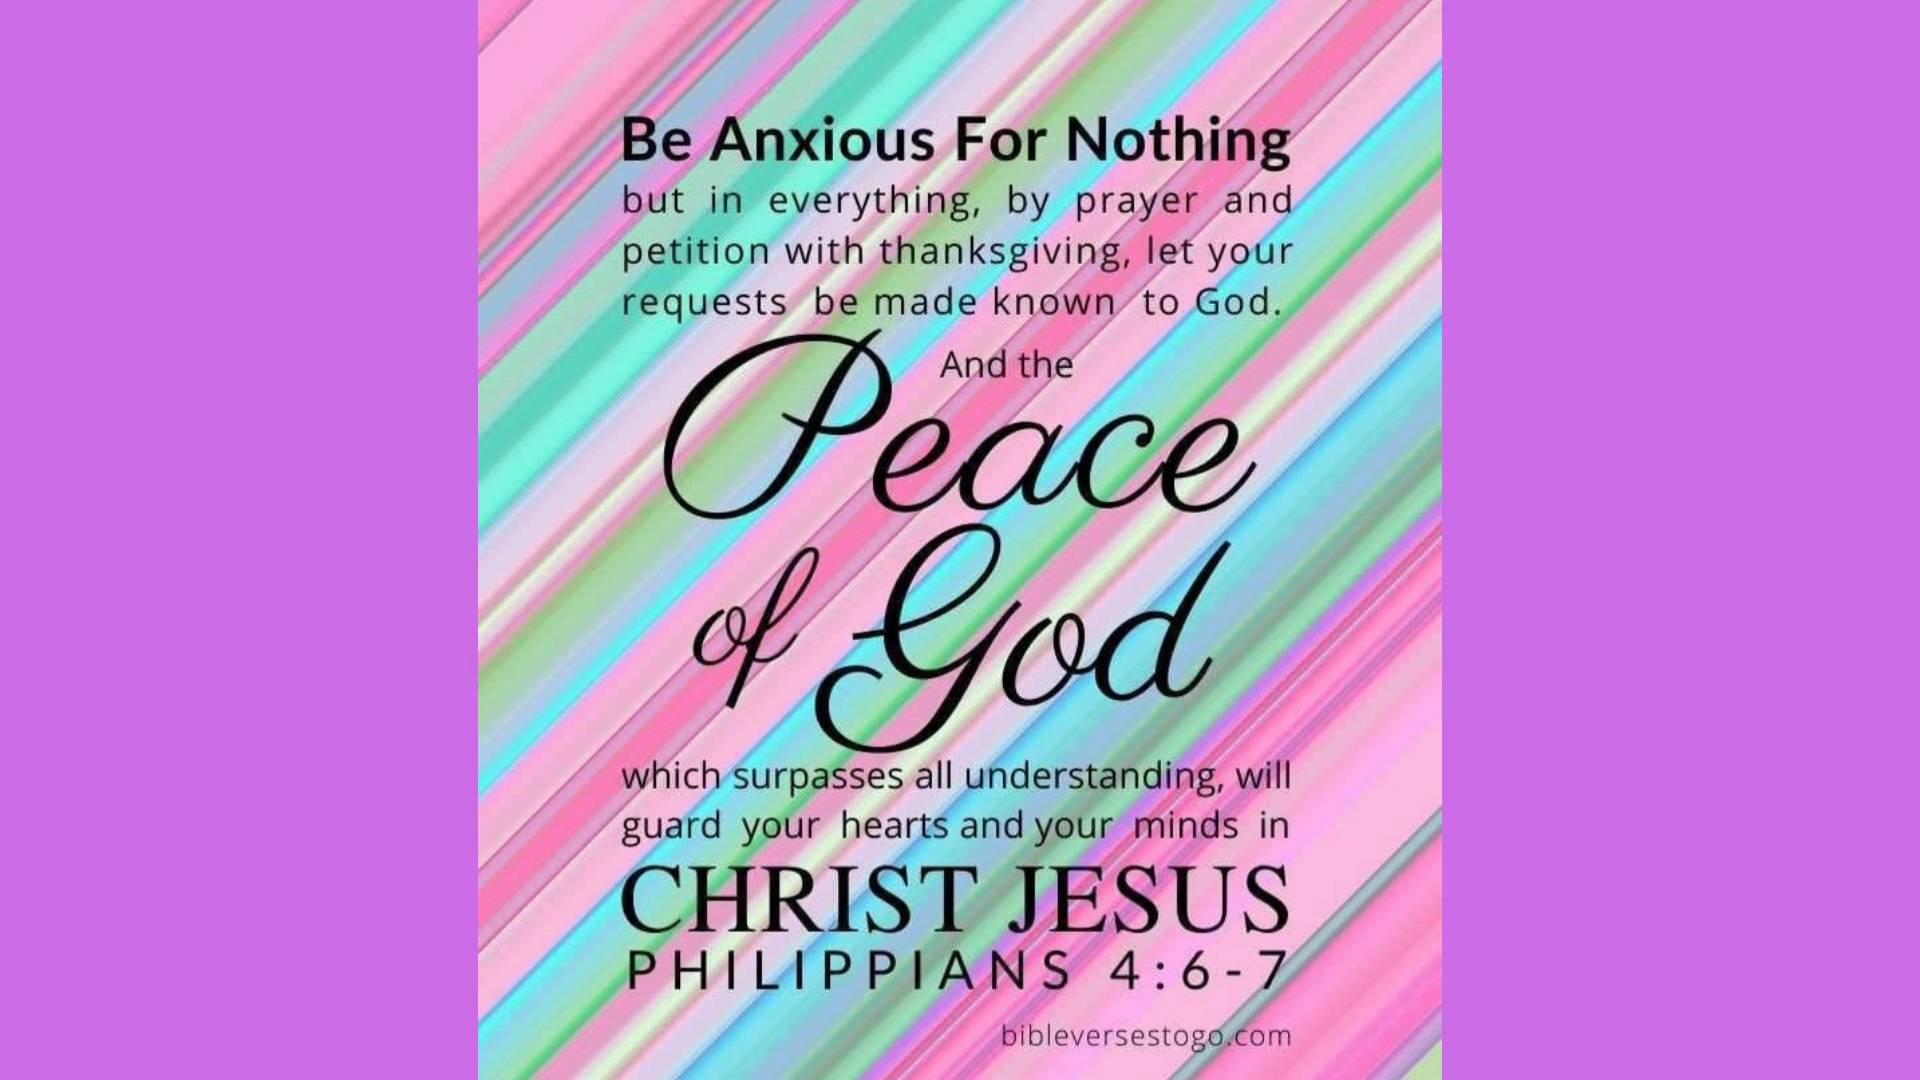 Be Anxious For Nothing
but in everything, by prayer and
petition with thanksgiving, let your
requests be made known to God.
And the
Peace
of God
which surpasses all understanding, will
guard your hearts and your minds in
CHRIST JESUS
PHILIPPIANS 4:6-7
bibleversestogo.com